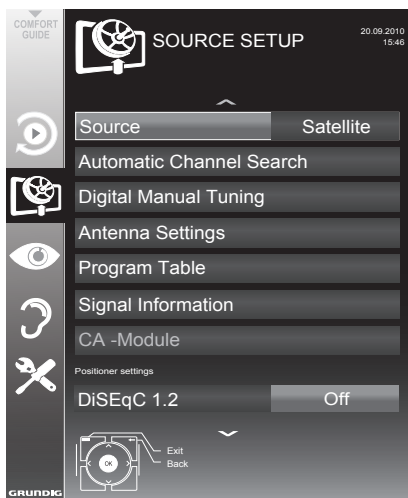 COMFORT
GUIDE
SOURCE SETUP
20.09.2010
15:46
Source Satellite
Automatic Channel Search
Digital Manual Tuning
Antenna Settings
Program Table
Signal Information
CA -Module
Positioner settings
DiSEqC 1.2 Off
Exit
OK Back
GRUNDIG